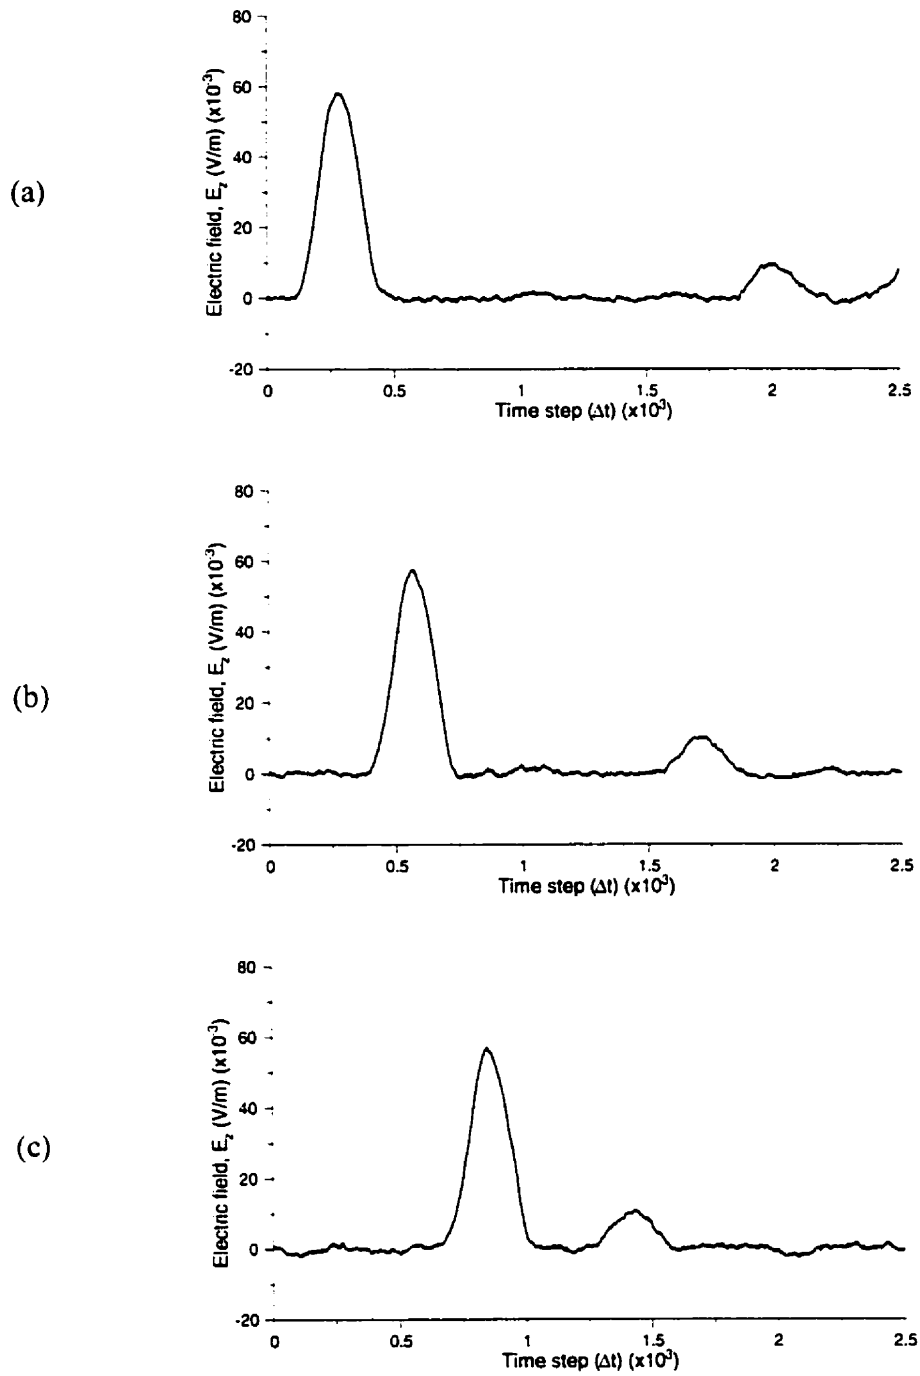 80
60
40
20
0
-20
Electric field, E_z (V/m) (x10^-3)
(a)
0 0.5 1 1.5 2 2.5
Time step (Δt) (x10^3)
80
60
40
20
0
-20
Electric field, E_z (V/m) (x10^-3)
(b)
0 0.5 1 1.5 2 2.5
Time step (Δt) (x10^3)
80
60
40
20
0
-20
Electric field, E_z (V/m) (x10^-3)
(c)
0 0.5 1 1.5 2 2.5
Time step (Δt) (x10^3)